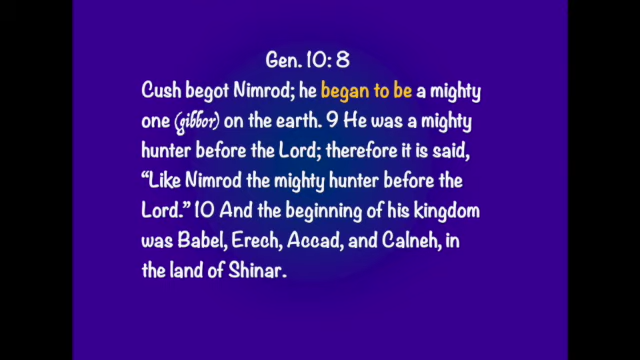 Gen. 10: 8
Cush begot Nimrod; he began to be a mighty
one (gibbor) on the earth. 9 He was a mighty
hunter before the Lord; therefore it is said,
“Like Nimrod the mighty hunter before the
Lord.” 10 And the beginning of his kingdom
was Babel, Erech, Accad, and Calneh, in
the land of Shinar.